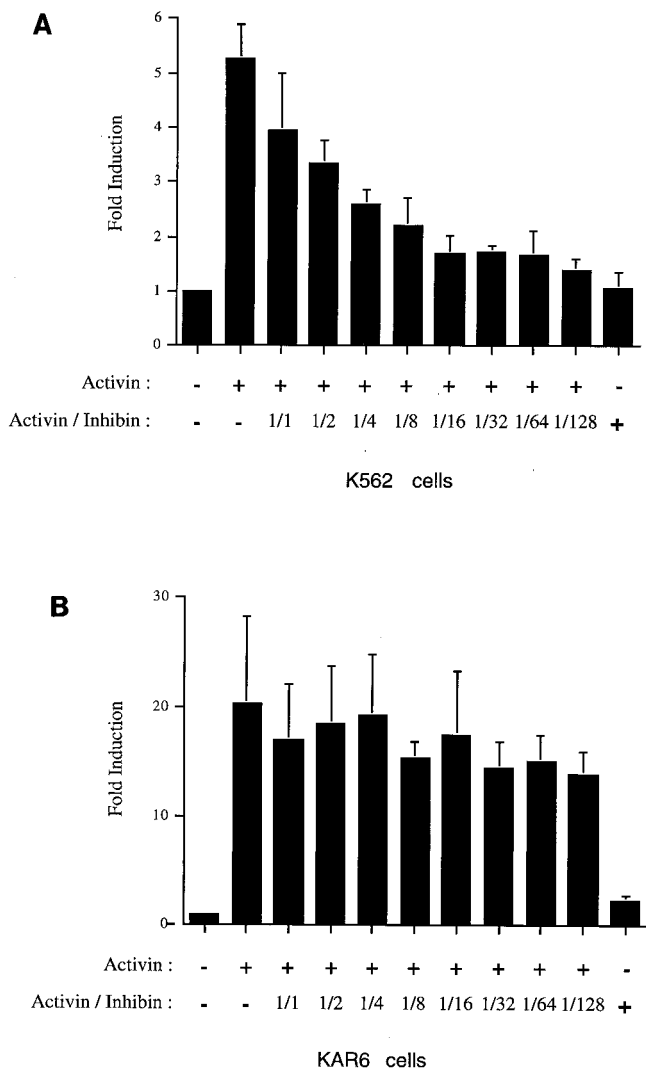 A
6
5
4
3
2
1
0
Fold Induction
Activin : - + + + + + + + + + -
Activin / Inhibin : - - 1/1 1/2 1/4 1/8 1/16 1/32 1/64 1/128 +
K562 cells
B
30
20
10
0
Fold Induction
Activin : - + + + + + + + + + -
Activin / Inhibin : - - 1/1 1/2 1/4 1/8 1/16 1/32 1/64 1/128 +
KAR6 cells